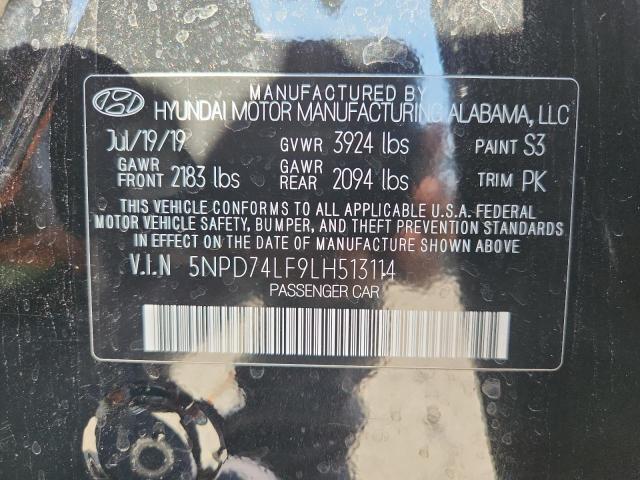 MANUFACTURED BY
HYUNDAI MOTOR MANUFACTURING ALABAMA, LLC
Jul/19/19 GVWR 3924 lbs PAINT S3
GAWR FRONT 2183 lbs GAWR REAR 2094 lbs TRIM PK
THIS VEHICLE CONFORMS TO ALL APPLICABLE U.S.A. FEDERAL
MOTOR VEHICLE SAFETY, BUMPER, AND THEFT PREVENTION STANDARDS
IN EFFECT ON THE DATE OF MANUFACTURE SHOWN ABOVE
V.I.N 5NPD74LF9LH513114
PASSENGER CAR